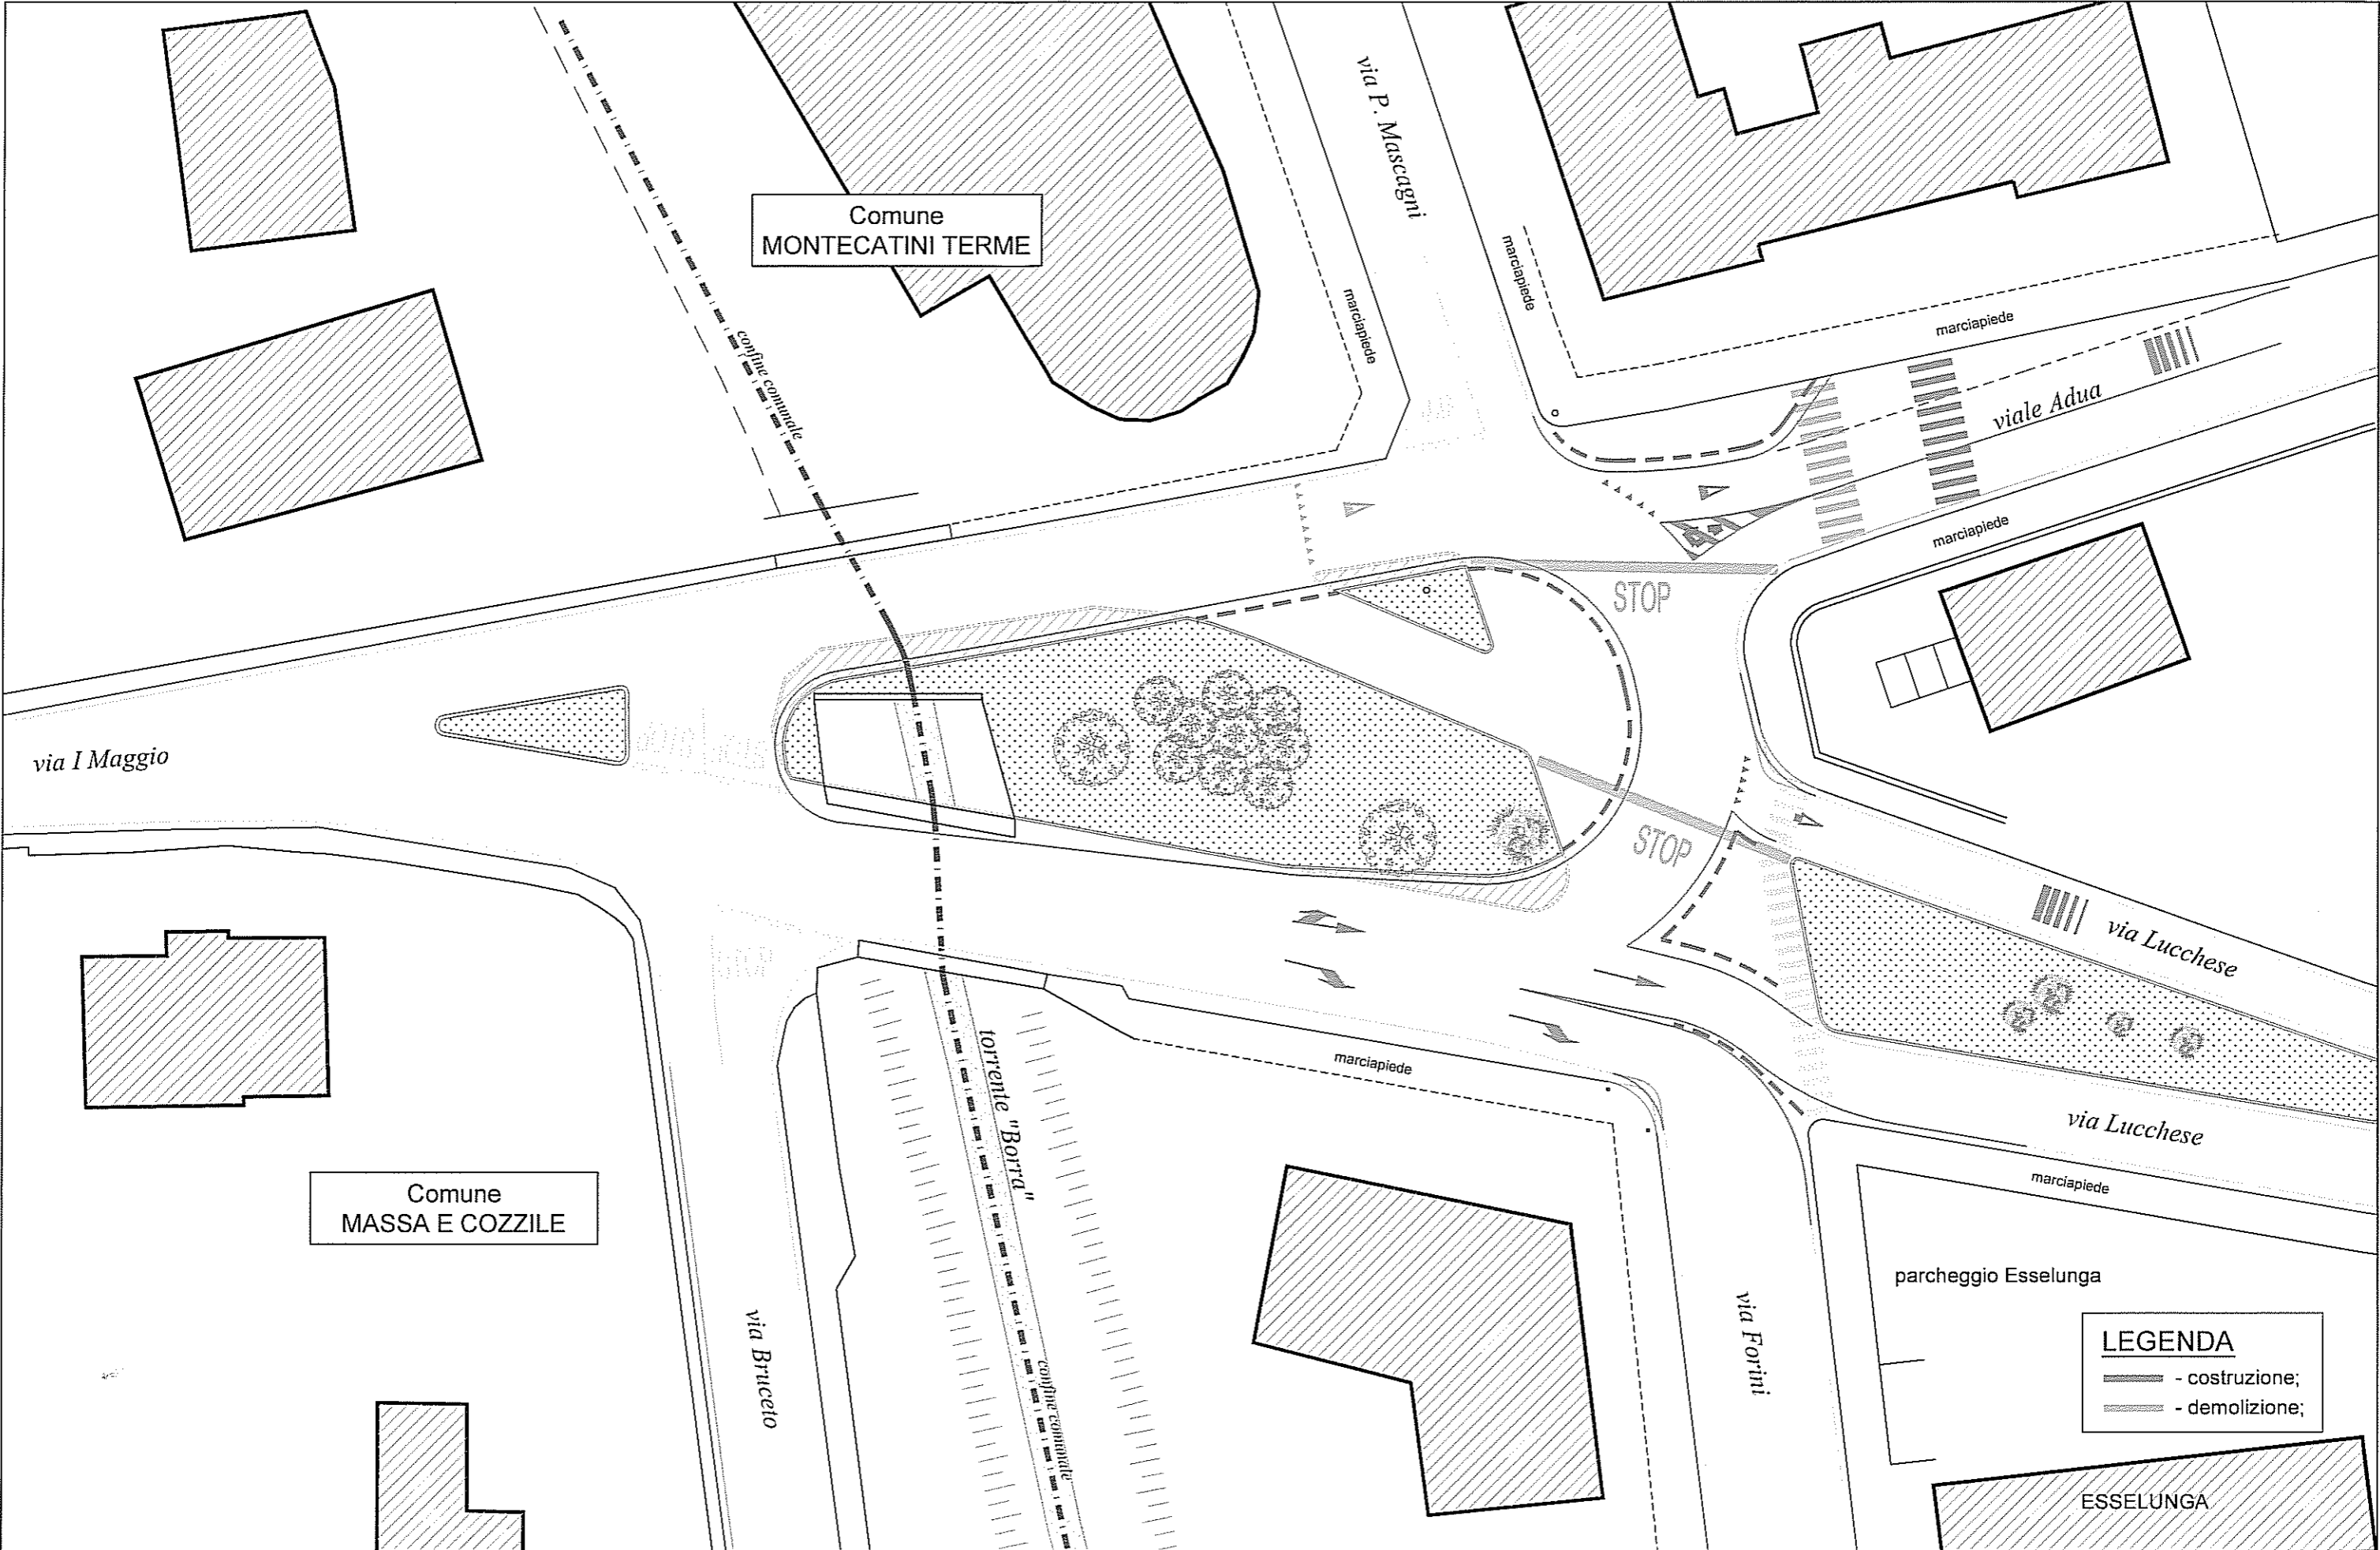 via P. Mascagni
Comune
MONTECATINI TERME
marciapiede
marciapiede
marciapiede
confine comunale
viale Adua
marciapiede
STOP
via I Maggio
STOP
via Lucchese
STOP
torrente "Borra"
marciapiede
via Lucchese
marciapiede
Comune
MASSA E COZZILE
parcheggio Esselunga
via Bruceto
via Forini
confine comunale
LEGENDA
- costruzione;
- demolizione;
ESSELUNGA